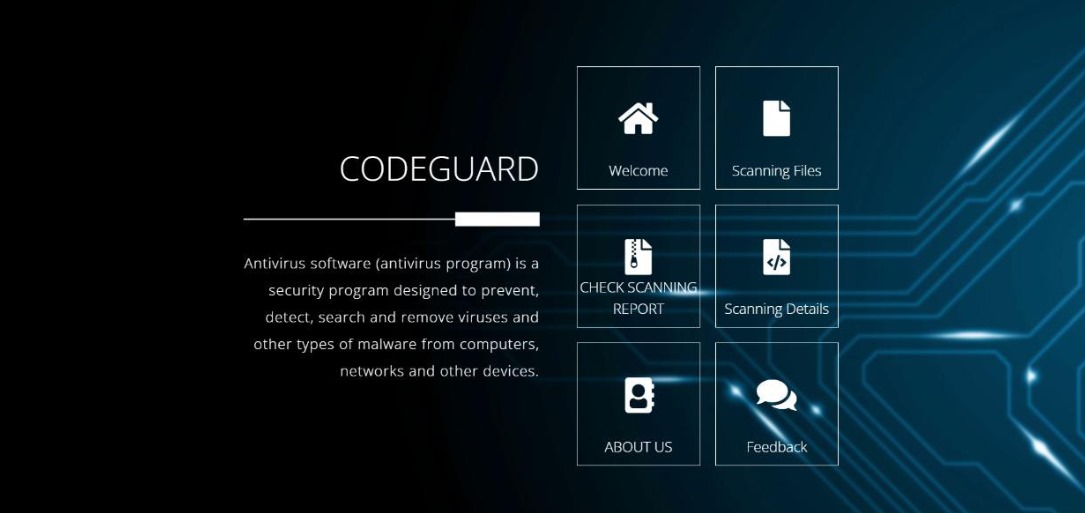 CODEGUARD
Antivirus software (antivirus program) is a
security program designed to prevent,
detect, search and remove viruses and
other types of malware from computers,
networks and other devices.
Welcome
Scanning Files
CHECK SCANNING
REPORT
Scanning Details
ABOUT US
Feedback